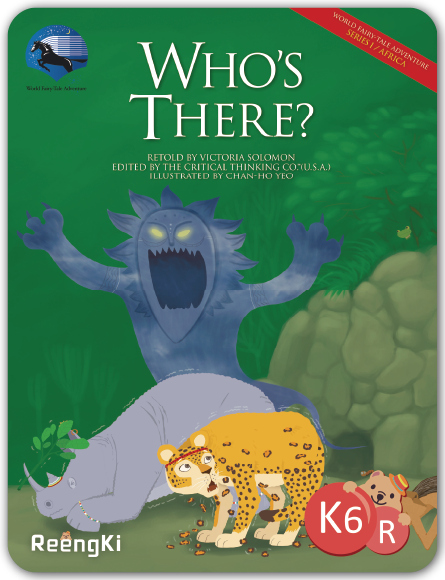 World Fairy-Tale Adventure
WORLD FAIRY-TALE ADVENTURE
SERIES I / AFRICA
WHO'S
THERE?
RETOLD BY VICTORIA SOLOMON
EDITED BY THE CRITICAL THINKING CO.™(U.S.A.)
ILLUSTRATED BY CHAN-HO YEO
K6
R
ReengKi